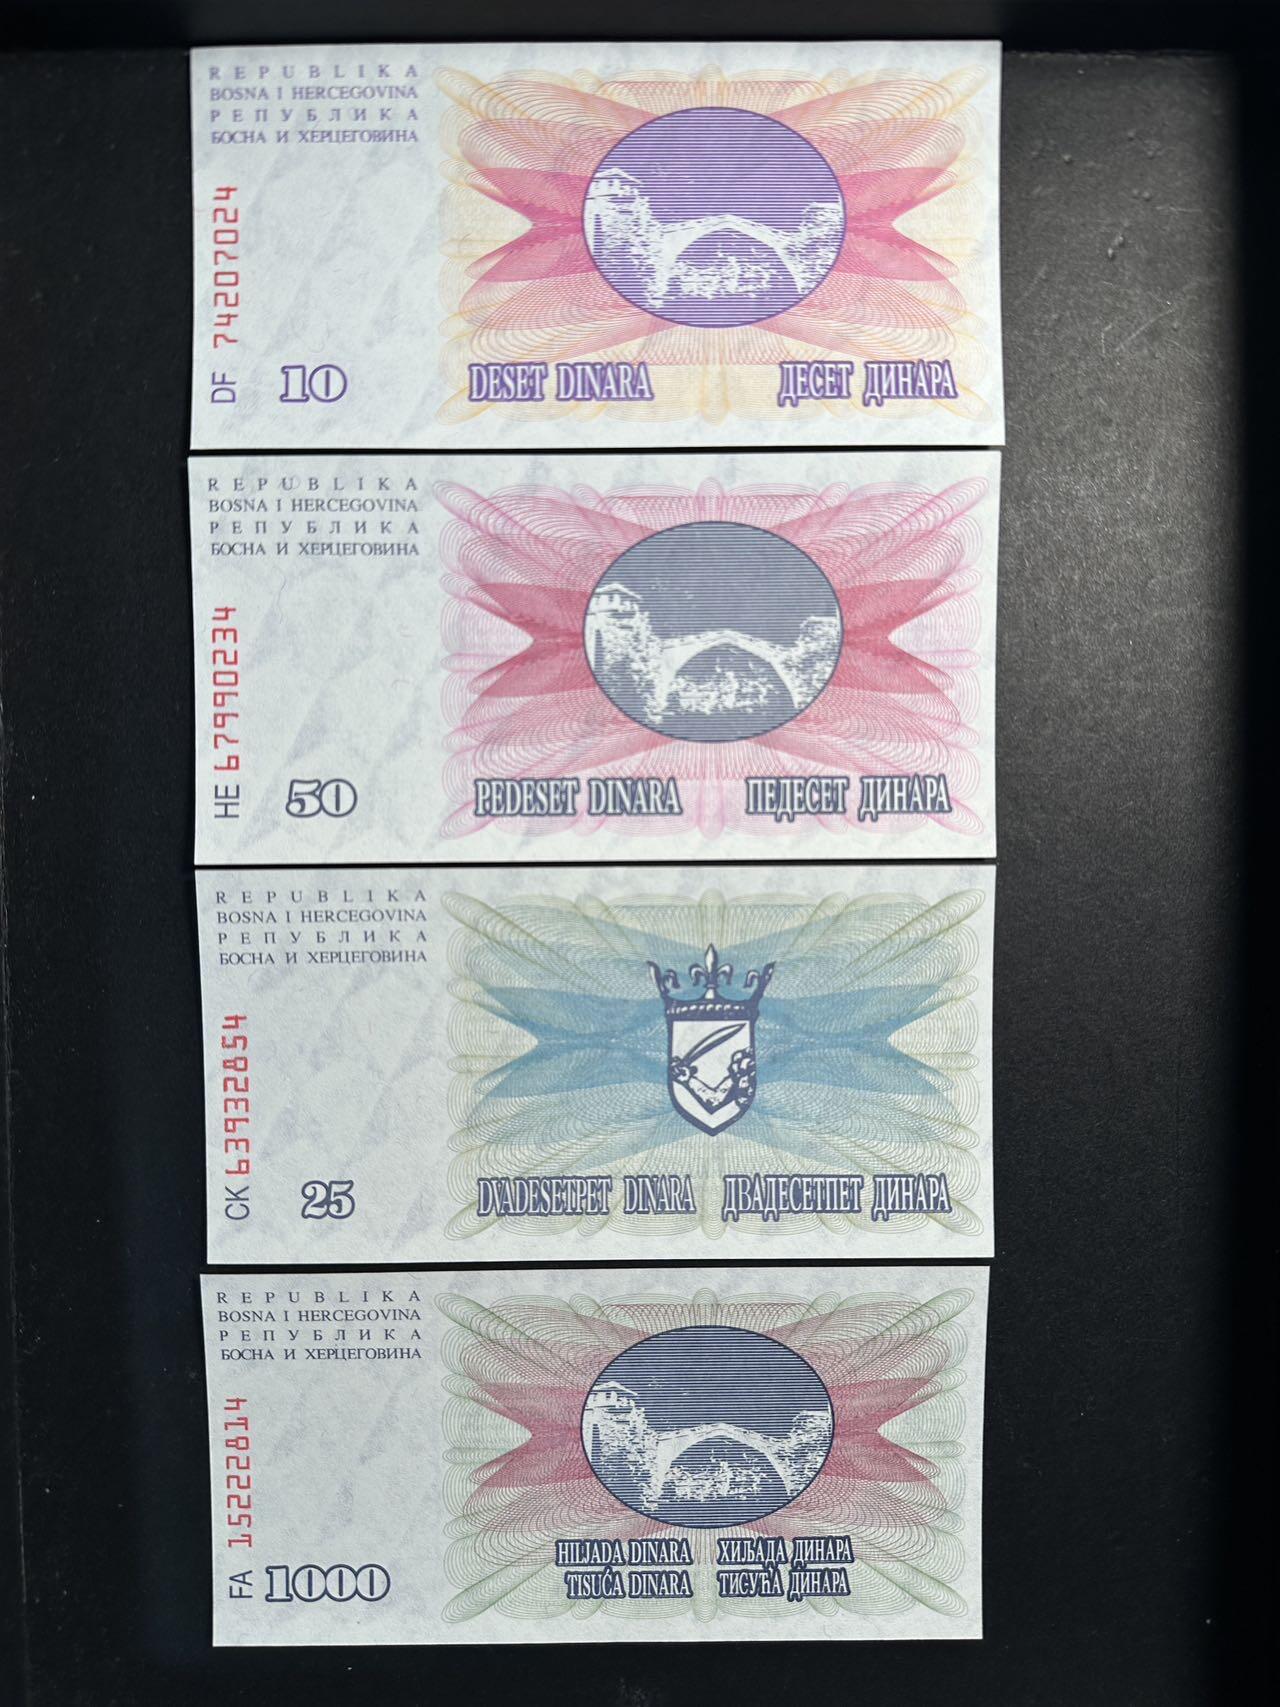 REPUBLIKA
BOSNA I HERCEGOVINA
РЕПУБЛИКА
БОСНА И ХЕРЦЕГОВИНА
DF 74207024
10
DESET DINARA ДЕСЕТ ДИНАРА
REPUBLIKA
BOSNA I HERCEGOVINA
РЕПУБЛИКА
БОСНА И ХЕРЦЕГОВИНА
HE 67990234
50
PEDESET DINARA ПЕДЕСЕТ ДИНАРА
REPUBLIKA
BOSNA I HERCEGOVINA
РЕПУБЛИКА
БОСНА И ХЕРЦЕГОВИНА
CK 63932854
25
DVADESETPET DINARA ДВАДЕСЕТПЕТ ДИНАРА
REPUBLIKA
BOSNA I HERCEGOVINA
РЕПУБЛИКА
БОСНА И ХЕРЦЕГОВИНА
FA 15222814
1000
HILJADA DINARA ХИЉАДА ДИНАРА
TISUĆA DINARA ТИСУЋА ДИНАРА